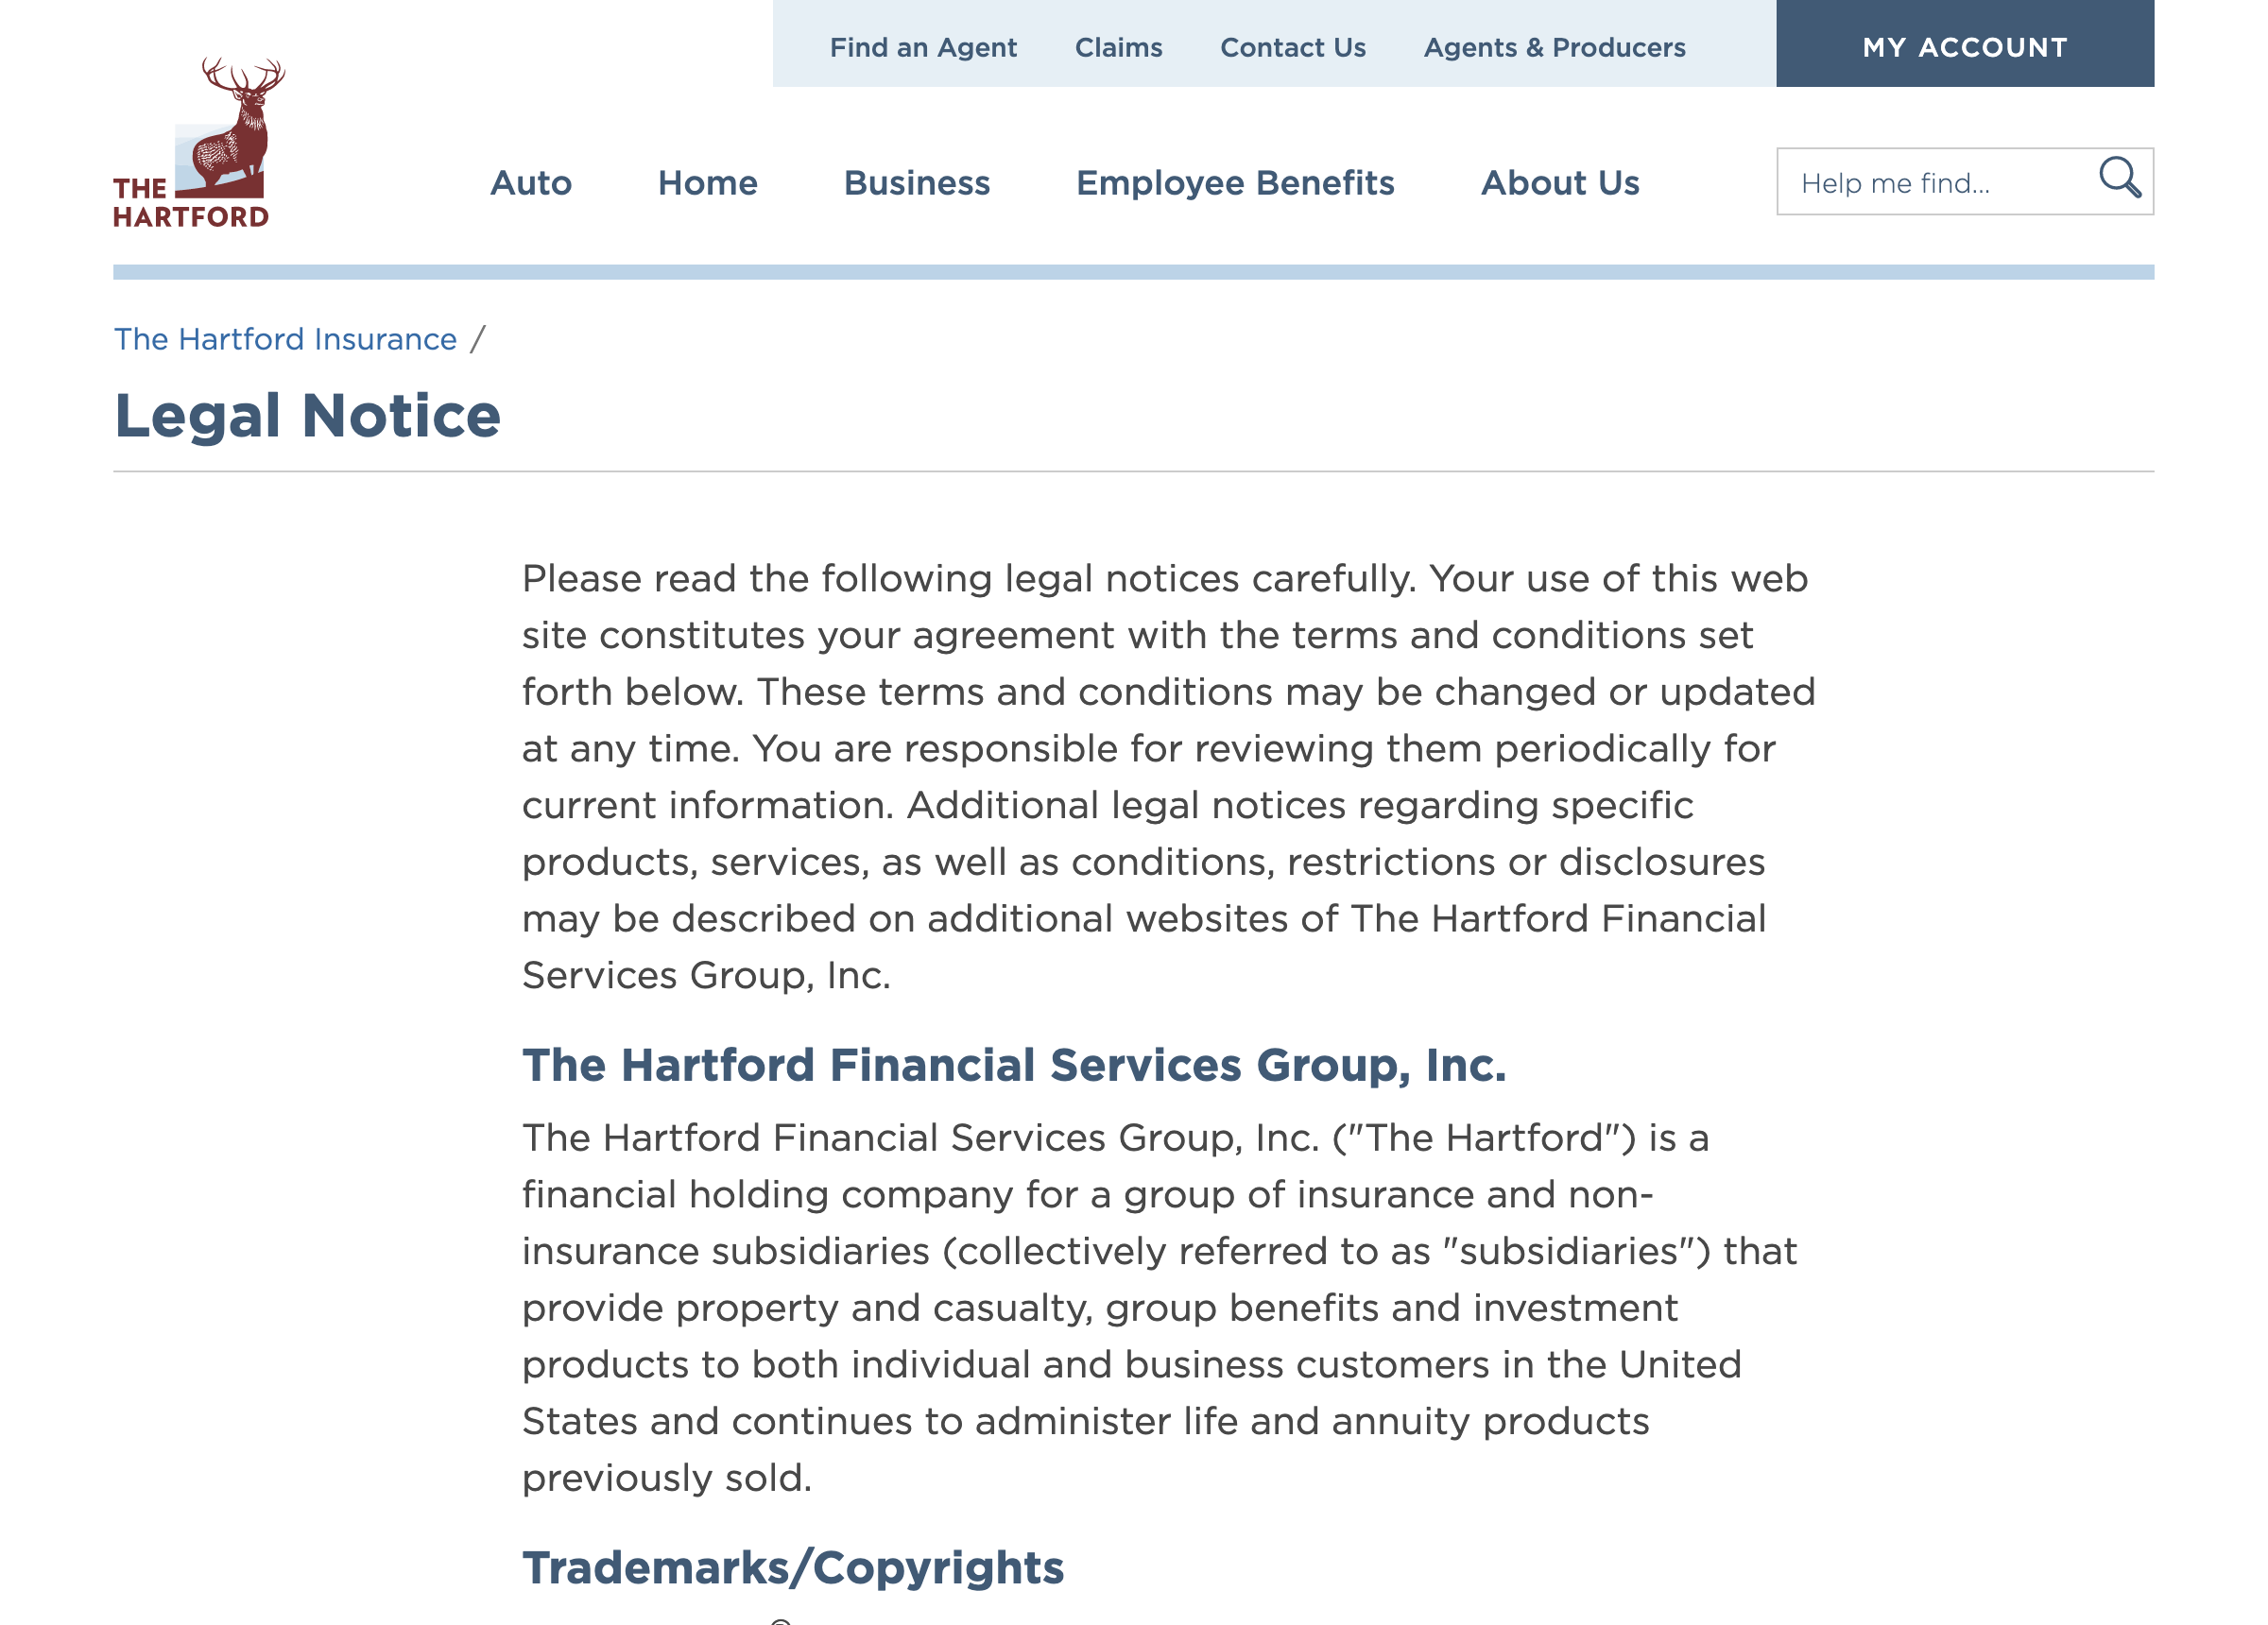 Find an Agent Claims Contact Us Agents & Producers MY ACCOUNT
THE
HARTFORD
Auto Home Business Employee Benefits About Us Help me find...
The Hartford Insurance /
Legal Notice
Please read the following legal notices carefully. Your use of this web
site constitutes your agreement with the terms and conditions set
forth below. These terms and conditions may be changed or updated
at any time. You are responsible for reviewing them periodically for
current information. Additional legal notices regarding specific
products, services, as well as conditions, restrictions or disclosures
may be described on additional websites of The Hartford Financial
Services Group, Inc.
The Hartford Financial Services Group, Inc.
The Hartford Financial Services Group, Inc. ("The Hartford") is a
financial holding company for a group of insurance and non-
insurance subsidiaries (collectively referred to as "subsidiaries") that
provide property and casualty, group benefits and investment
products to both individual and business customers in the United
States and continues to administer life and annuity products
previously sold.
Trademarks/Copyrights